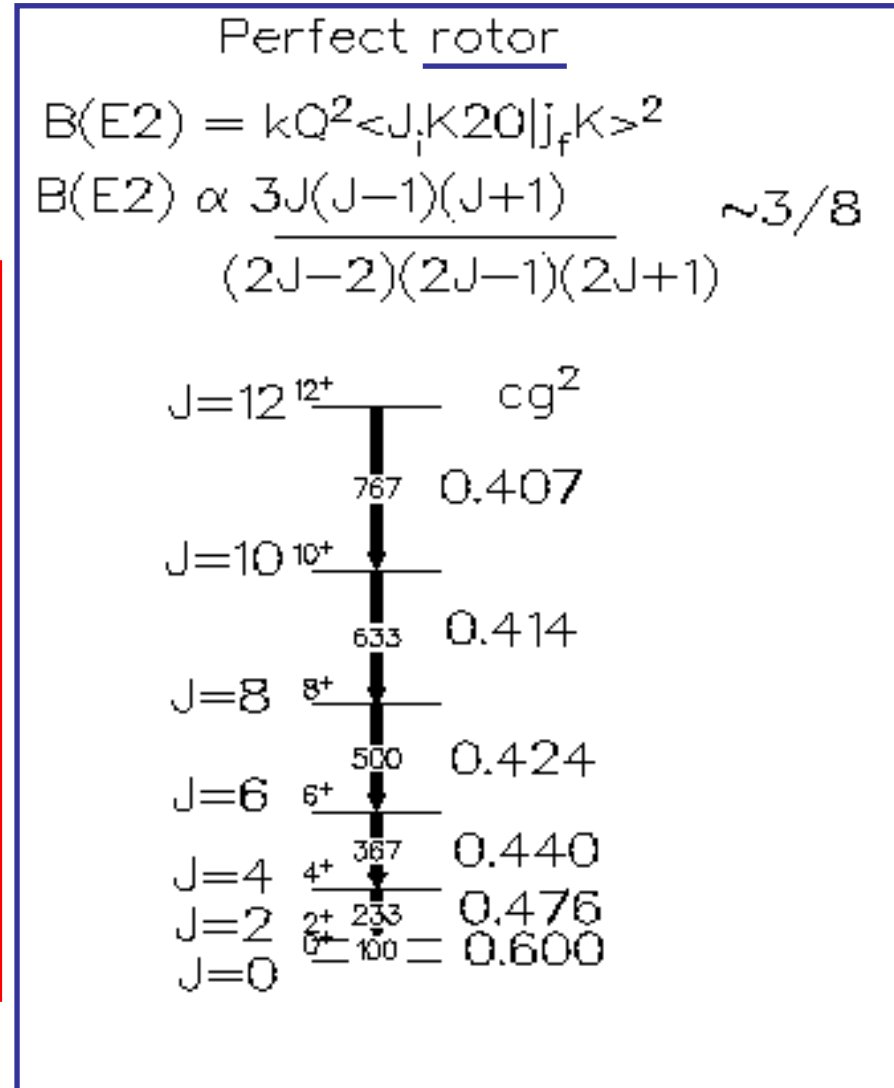 Perfect rotor
B(E2) = kQ²<JᵢK20|j_fK>²
B(E2) α 3J(J−1)(J+1) ~3/8
(2J−2)(2J−1)(2J+1)
J=12 12⁺ cg²
767 0.407
J=10 10⁺
633 0.414
J=8 8⁺
500 0.424
J=6 6⁺
367 0.440
J=4 4⁺
233 0.476
J=2 2⁺
100 0.600
J=0 0⁺